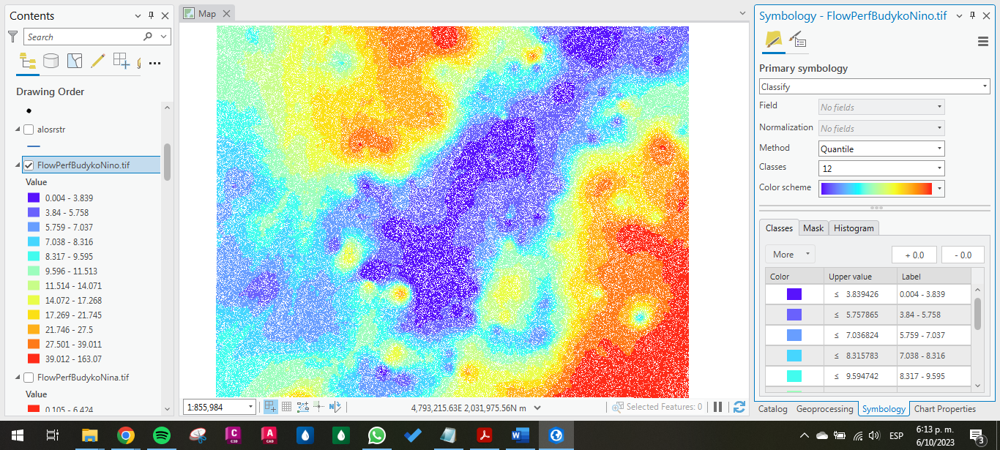 Contents
Search
Drawing Order
alosrstr
FlowPerfBudykoNino.tif
Value
0.004 - 3.839
3.84 - 5.758
5.759 - 7.037
7.038 - 8.316
8.317 - 9.595
9.596 - 11.513
11.514 - 14.071
14.072 - 17.268
17.269 - 21.745
21.746 - 27.5
27.501 - 39.011
39.012 - 163.07
FlowPerfBudykoNina.tif
Value
0.105 - 6.424
Map
1:855,984
4,793,215.63E 2,031,975.56N m
Selected Features: 0
Symbology - FlowPerfBudykoNino.tif
Primary symbology
Classify
Field No fields
Normalization No fields
Method Quantile
Classes 12
Color scheme
Classes Mask Histogram
More + 0.0 - 0.0
Color Upper value Label
≤ 3.839426 0.004 - 3.839
≤ 5.757865 3.84 - 5.758
≤ 7.036824 5.759 - 7.037
≤ 8.315783 7.038 - 8.316
≤ 9.594742 8.317 - 9.595
Catalog Geoprocessing Symbology Chart Properties
C
C3D
A
CAD
ESP
6:13 p. m.
6/10/2023
3